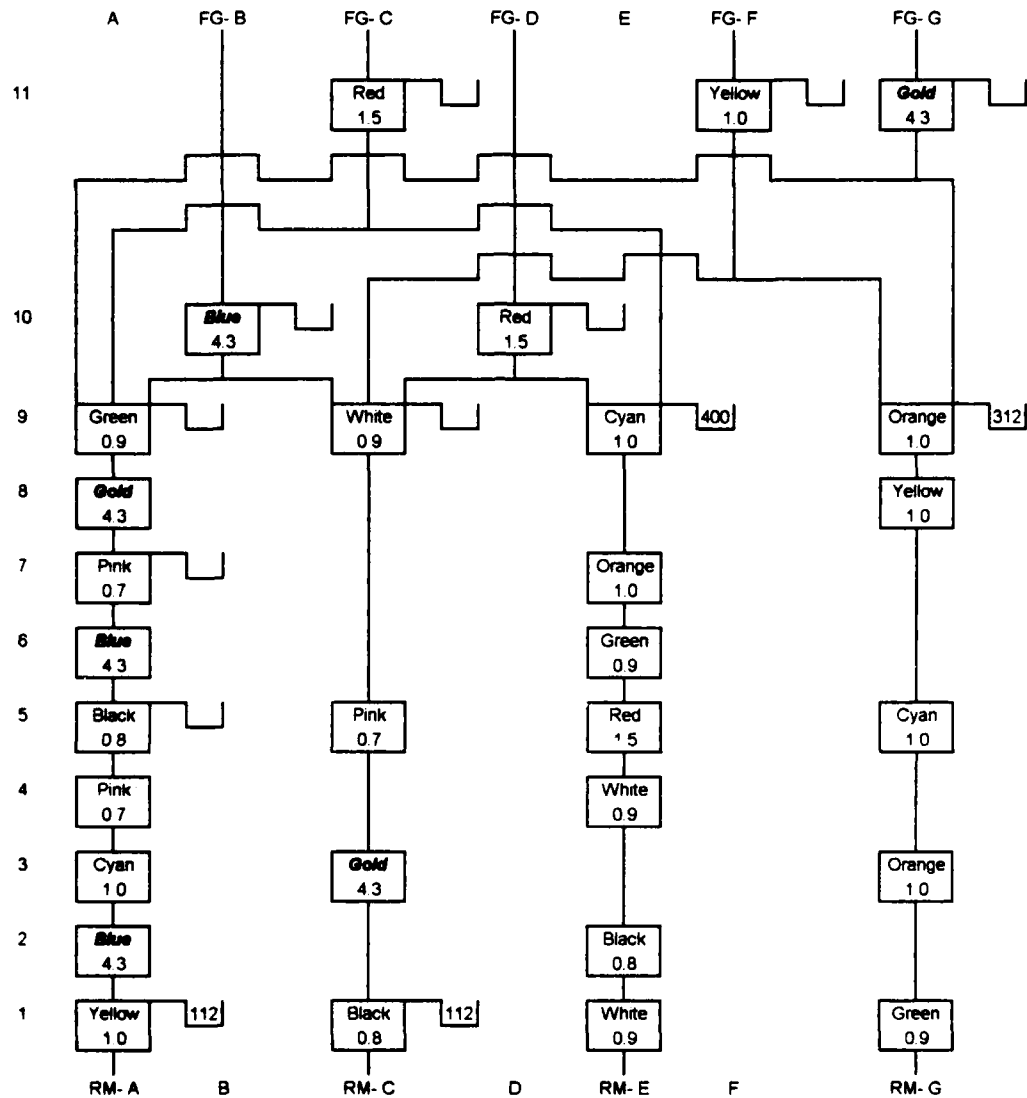 A FG- B FG- C FG- D E FG- F FG- G
11 Red Yellow Gold
1.5 1.0 4.3
10 Blue Red
4.3 1.5
9 Green White Cyan 400 Orange 312
0.9 0.9 1.0 1.0
8 Gold Yellow
4.3 1.0
7 Pink Orange
0.7 1.0
6 Blue Green
4.3 0.9
5 Black Pink Red Cyan
0.8 0.7 1.5 1.0
4 Pink White
0.7 0.9
3 Cyan Gold Orange
1.0 4.3 1.0
2 Blue Black
4.3 0.8
1 Yellow 112 Black 112 White Green
1.0 0.8 0.9 0.9
RM- A B RM- C D RM- E F RM- G